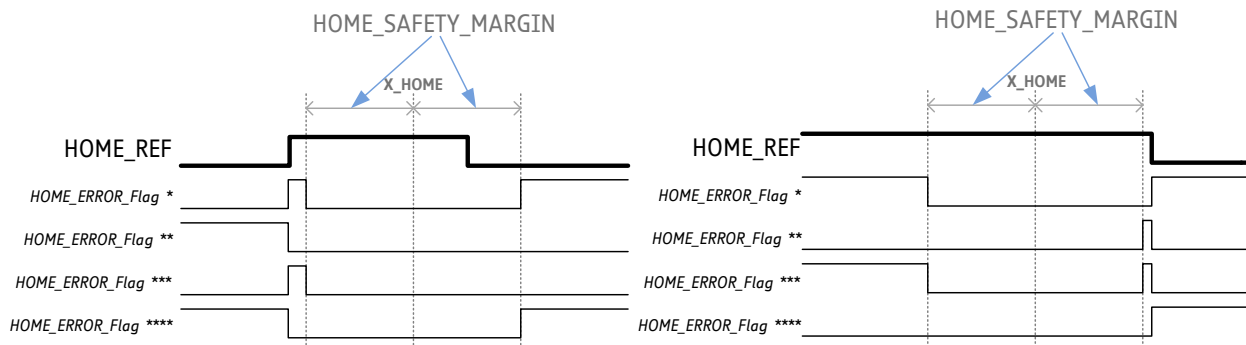 HOME_SAFETY_MARGIN
X_HOME
HOME_REF
HOME_ERROR_Flag *
HOME_ERROR_Flag **
HOME_ERROR_Flag ***
HOME_ERROR_Flag ****
HOME_SAFETY_MARGIN
X_HOME
HOME_REF
HOME_ERROR_Flag *
HOME_ERROR_Flag **
HOME_ERROR_Flag ***
HOME_ERROR_Flag ****